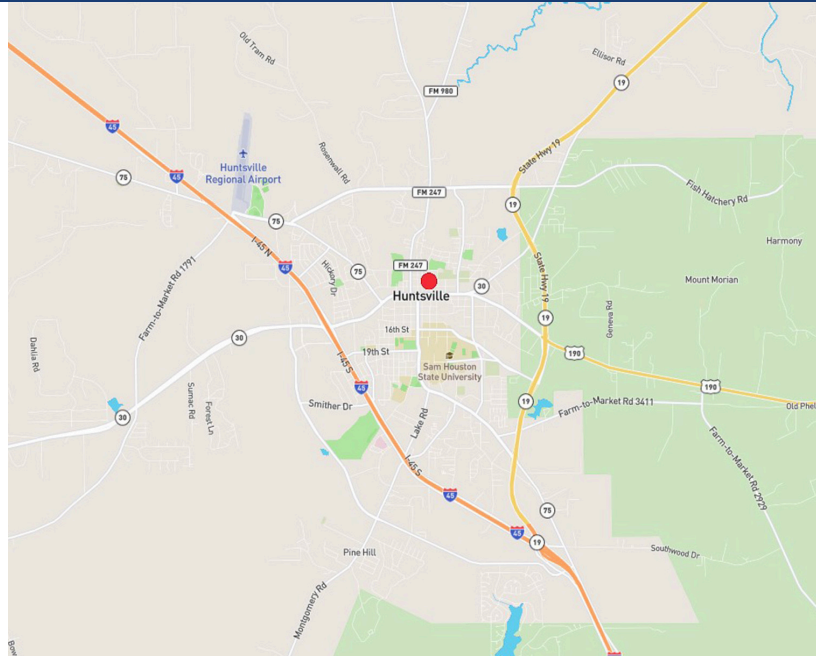 Old Tram Rd
Ellisor Rd
19
FM 980
45
75
45
Huntsville
Regional Airport
Rosenwall Rd
State Hwy 19
FM 247
Fish Hatchery Rd
19
75
Harmony
I-45 N
Farm-to-Market Rd 1791
45
Hickory Dr
75
FM 247
30
State Hwy 19
Mount Morian
Huntsville
Geneva Rd
19
16th St
30
Dahlia Rd
I-45 S
19th St
190
Sam Houston
State University
45
190
Sumac Rd
Forest Ln
Smither Dr
19
Farm-to-Market Rd 3411
Old Phel
30
Lake Rd
Farm-to-Market Rd 2929
I-45 S
45
75
45
19
Pine Hill
Southwood Dr
Montgomery Rd